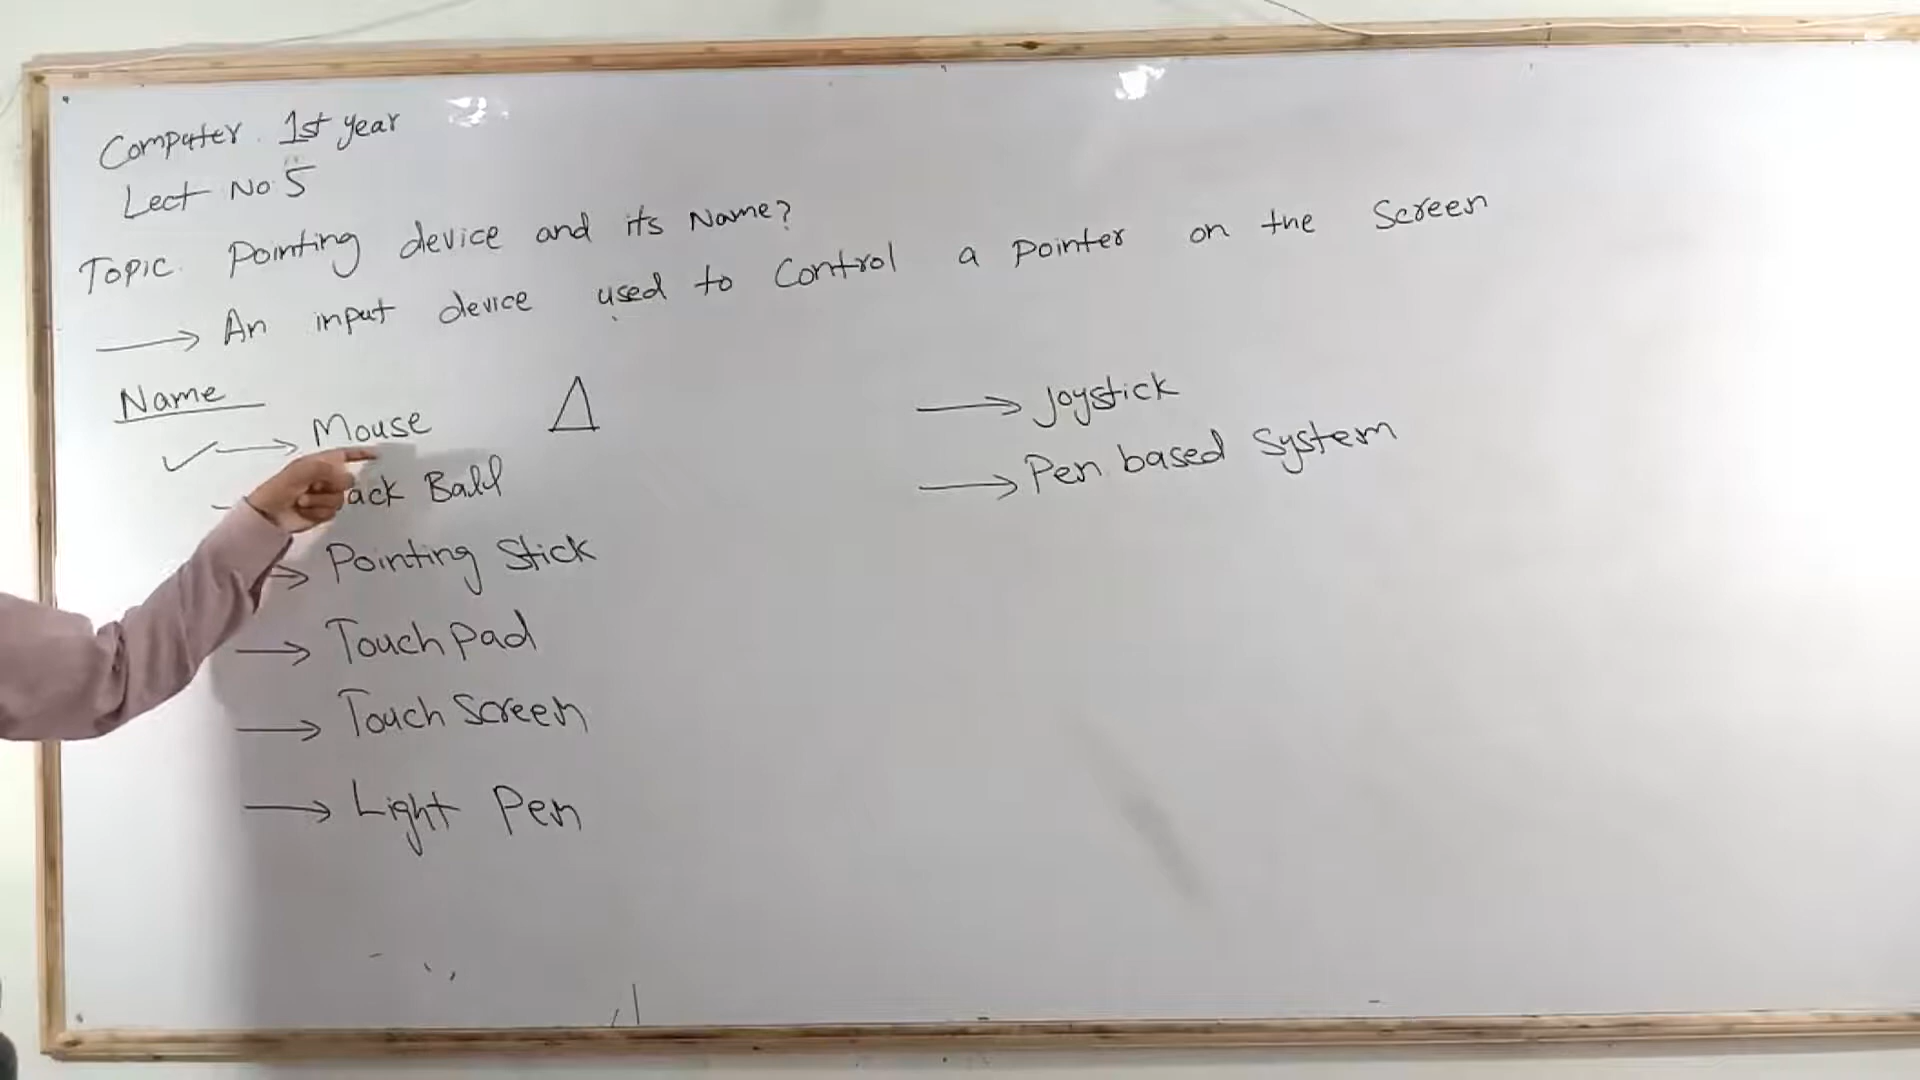 Computer 1st year
Lect No 5
Topic. Pointing device and its Name?
→ An input device used to Control a pointer on the Screen
Name
✓→ Mouse
ack Ball
→ Pointing Stick
→ Touch Pad
→ Touch Screen
→ Light Pen
→ Joystick
→ Pen based System